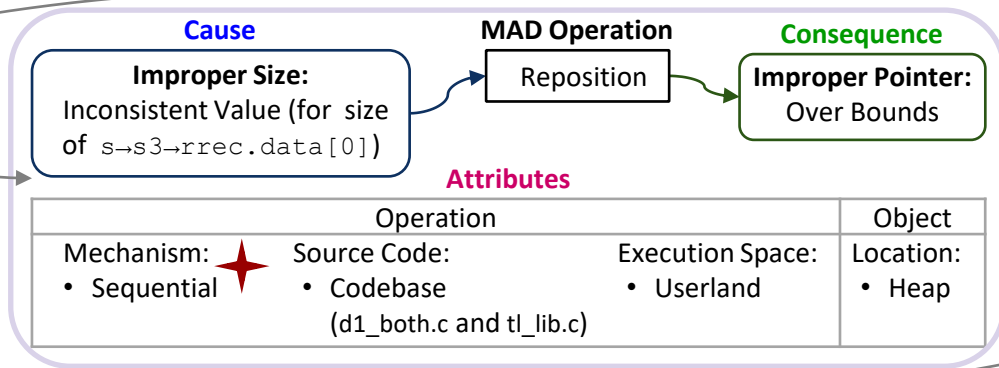 Cause
MAD Operation
Consequence
Improper Size:
Inconsistent Value (for size
of s→s3→rrec.data[0])
Reposition
Improper Pointer:
Over Bounds
Attributes
Operation
Object
Mechanism:
• Sequential
Source Code:
• Codebase
(d1_both.c and tl_lib.c)
Execution Space:
• Userland
Location:
• Heap